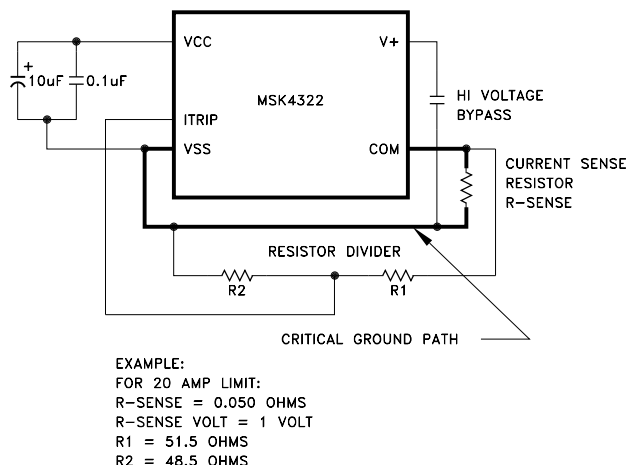 VCC
V+
+
10uF
0.1uF
MSK4322
HI VOLTAGE
BYPASS
ITRIP
VSS
COM
CURRENT SENSE
RESISTOR
R-SENSE
RESISTOR DIVIDER
R2
R1
CRITICAL GROUND PATH
EXAMPLE:
FOR 20 AMP LIMIT:
R-SENSE = 0.050 OHMS
R-SENSE VOLT = 1 VOLT
R1 = 51.5 OHMS
R2 = 48.5 OHMS